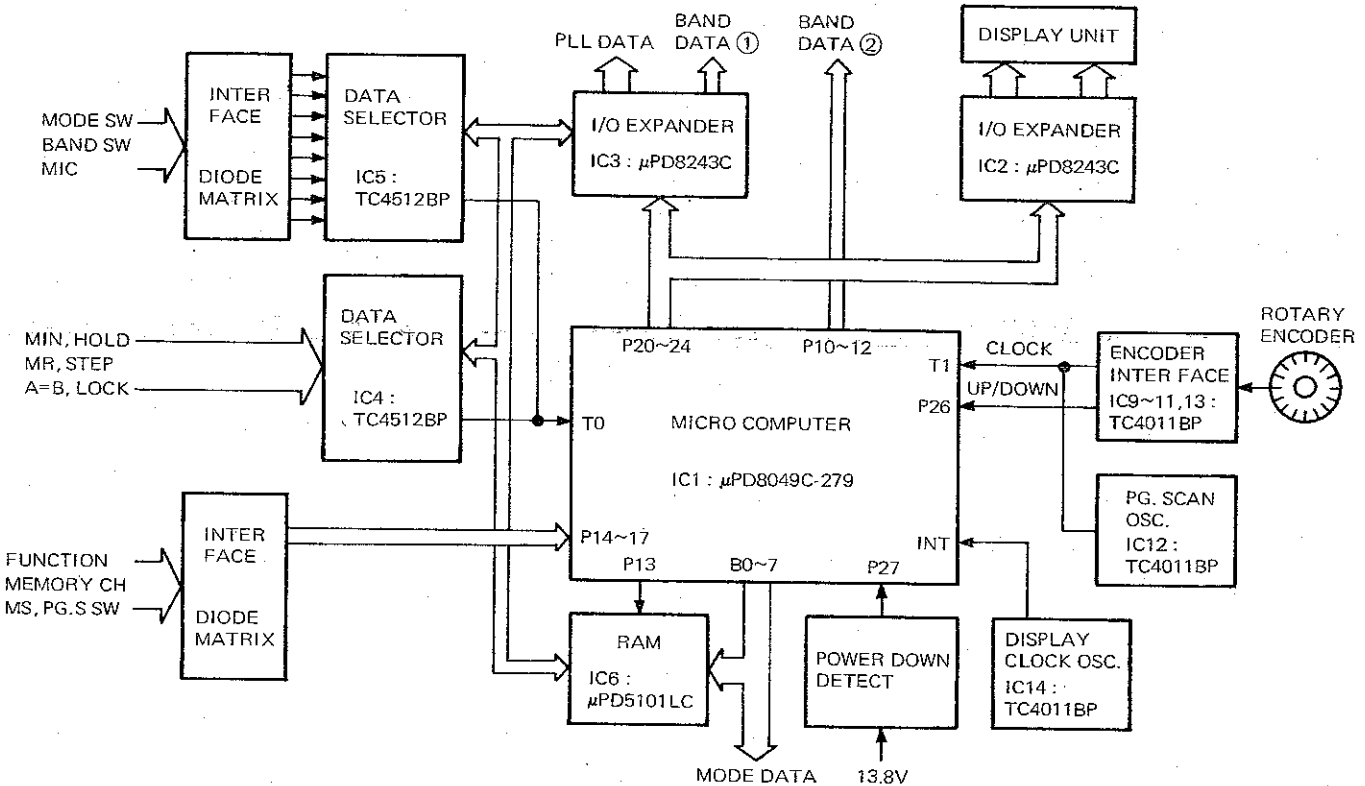 PLL DATA
BAND
DATA ①
BAND
DATA ②
DISPLAY UNIT
MODE SW
BAND SW
MIC
INTER
FACE
DIODE
MATRIX
DATA
SELECTOR
IC5 :
TC4512BP
I/O EXPANDER
IC3 : μPD8243C
I/O EXPANDER
IC2 : μPD8243C
MIN, HOLD
MR, STEP
A=B, LOCK
DATA
SELECTOR
IC4 :
TC4512BP
P20~24
P10~12
T1
P26
T0
MICRO COMPUTER
IC1 : μPD8049C-279
P14~17
P13
B0~7
P27
INT
CLOCK
UP/DOWN
ENCODER
INTER FACE
IC9~11,13 :
TC4011BP
ROTARY
ENCODER
PG. SCAN
OSC.
IC12 :
TC4011BP
FUNCTION
MEMORY CH
MS, PG.S SW
INTER
FACE
DIODE
MATRIX
RAM
IC6 :
μPD5101LC
POWER DOWN
DETECT
DISPLAY
CLOCK OSC.
IC14 :
TC4011BP
MODE DATA
13.8V